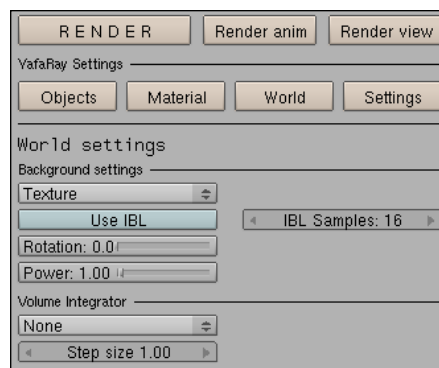 RENDER Render anim Render view
YafaRay Settings
Objects Material World Settings
World settings
Background settings
Texture
Use IBL IBL Samples: 16
Rotation: 0.0
Power: 1.00
Volume Integrator
None
Step size 1.00